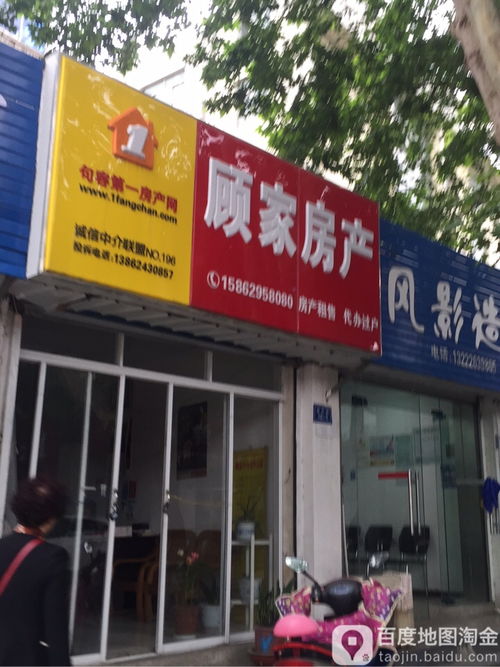 1
句容第一房产网
www.1fangchan.com
诚信中介联盟NO.196
投诉电话:13862430857
顾家房产
15862958080 房产租售 代办过户
风影造
百度地图淘金
taojin.baidu.com